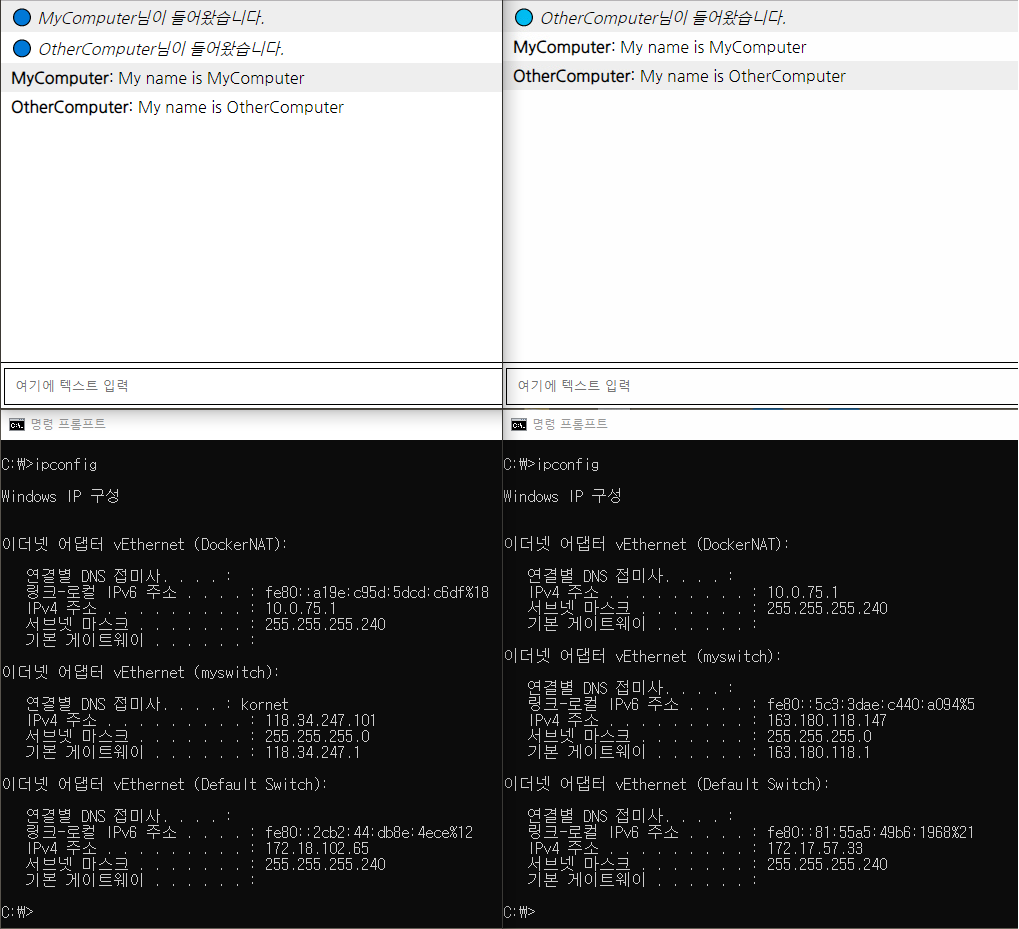 MyComputer님이 들어왔습니다.
OtherComputer님이 들어왔습니다.
MyComputer: My name is MyComputer
OtherComputer: My name is OtherComputer
여기에 텍스트 입력
명령 프롬프트
C:₩>ipconfig
Windows IP 구성
이더넷 어댑터 vEthernet (DockerNAT):
연결별 DNS 접미사. . . . :
링크-로컬 IPv6 주소 . . . . : fe80::a19e:c95d:5dcd:c6df%18
IPv4 주소 . . . . . . . . . : 10.0.75.1
서브넷 마스크 . . . . . . . : 255.255.255.240
기본 게이트웨이 . . . . . . :
이더넷 어댑터 vEthernet (myswitch):
연결별 DNS 접미사. . . . : kornet
IPv4 주소 . . . . . . . . . : 118.34.247.101
서브넷 마스크 . . . . . . . : 255.255.255.0
기본 게이트웨이 . . . . . . : 118.34.247.1
이더넷 어댑터 vEthernet (Default Switch):
연결별 DNS 접미사. . . . :
링크-로컬 IPv6 주소 . . . . : fe80::2cb2:44:db8e:4ece%12
IPv4 주소 . . . . . . . . . : 172.18.102.65
서브넷 마스크 . . . . . . . : 255.255.255.240
기본 게이트웨이 . . . . . . :
C:₩>
OtherComputer님이 들어왔습니다.
MyComputer: My name is MyComputer
OtherComputer: My name is OtherComputer
여기에 텍스트 입력
명령 프롬프트
C:₩>ipconfig
Windows IP 구성
이더넷 어댑터 vEthernet (DockerNAT):
연결별 DNS 접미사. . . . :
IPv4 주소 . . . . . . . . . : 10.0.75.1
서브넷 마스크 . . . . . . . : 255.255.255.240
기본 게이트웨이 . . . . . . :
이더넷 어댑터 vEthernet (myswitch):
연결별 DNS 접미사. . . . :
링크-로컬 IPv6 주소 . . . . : fe80::5c3:3dae:c440:a094%5
IPv4 주소 . . . . . . . . . : 163.180.118.147
서브넷 마스크 . . . . . . . : 255.255.255.0
기본 게이트웨이 . . . . . . : 163.180.118.1
이더넷 어댑터 vEthernet (Default Switch):
연결별 DNS 접미사. . . . :
링크-로컬 IPv6 주소 . . . . : fe80::81:55a5:49b6:1968%21
IPv4 주소 . . . . . . . . . : 172.17.57.33
서브넷 마스크 . . . . . . . : 255.255.255.240
기본 게이트웨이 . . . . . . :
C:₩>